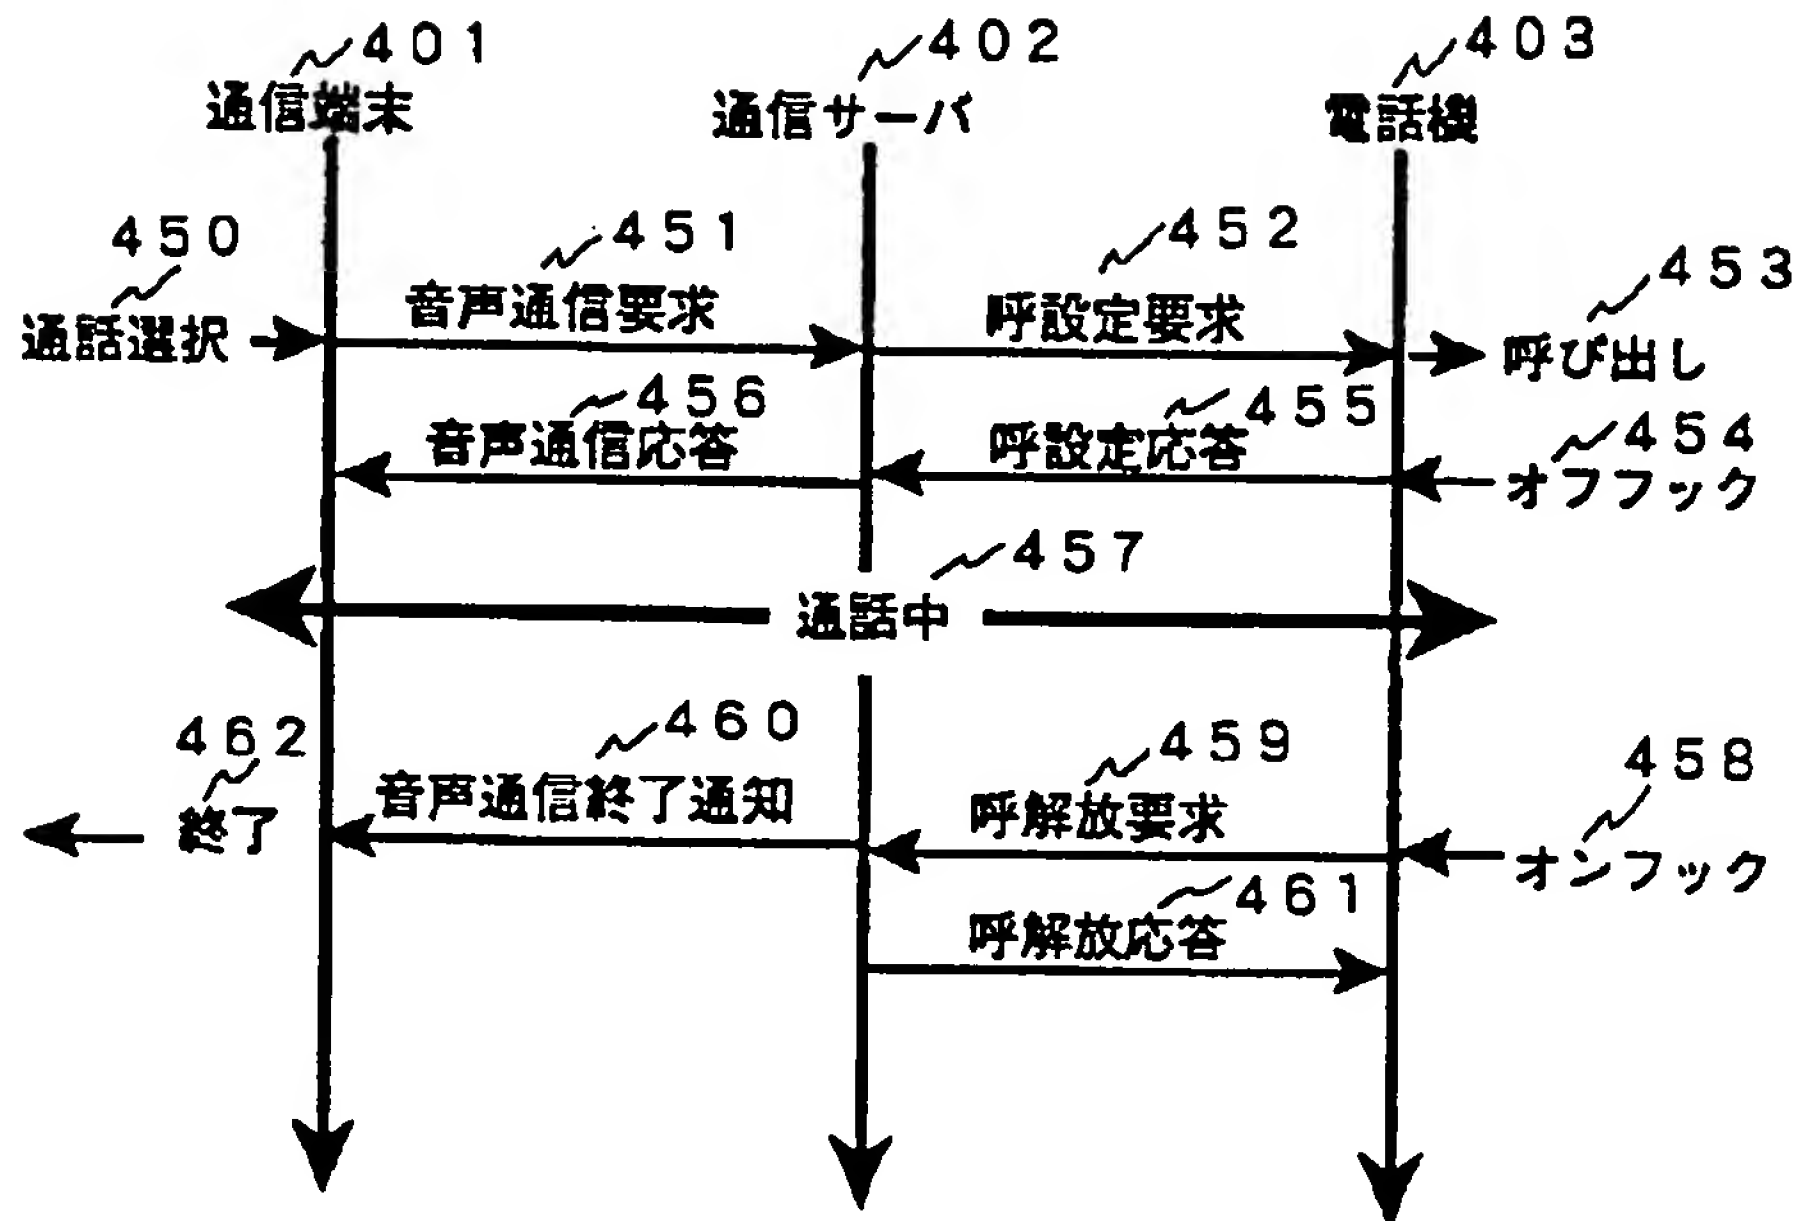 401
402
403
通信端末
通信サーバ
電話機
450
451
452
453
通話選択
音声通信要求
呼設定要求
呼び出し
456
455
454
音声通信応答
呼設定応答
オフフック
457
通話中
462
460
459
458
終了
音声通信終了通知
呼解放要求
オンフック
461
呼解放応答